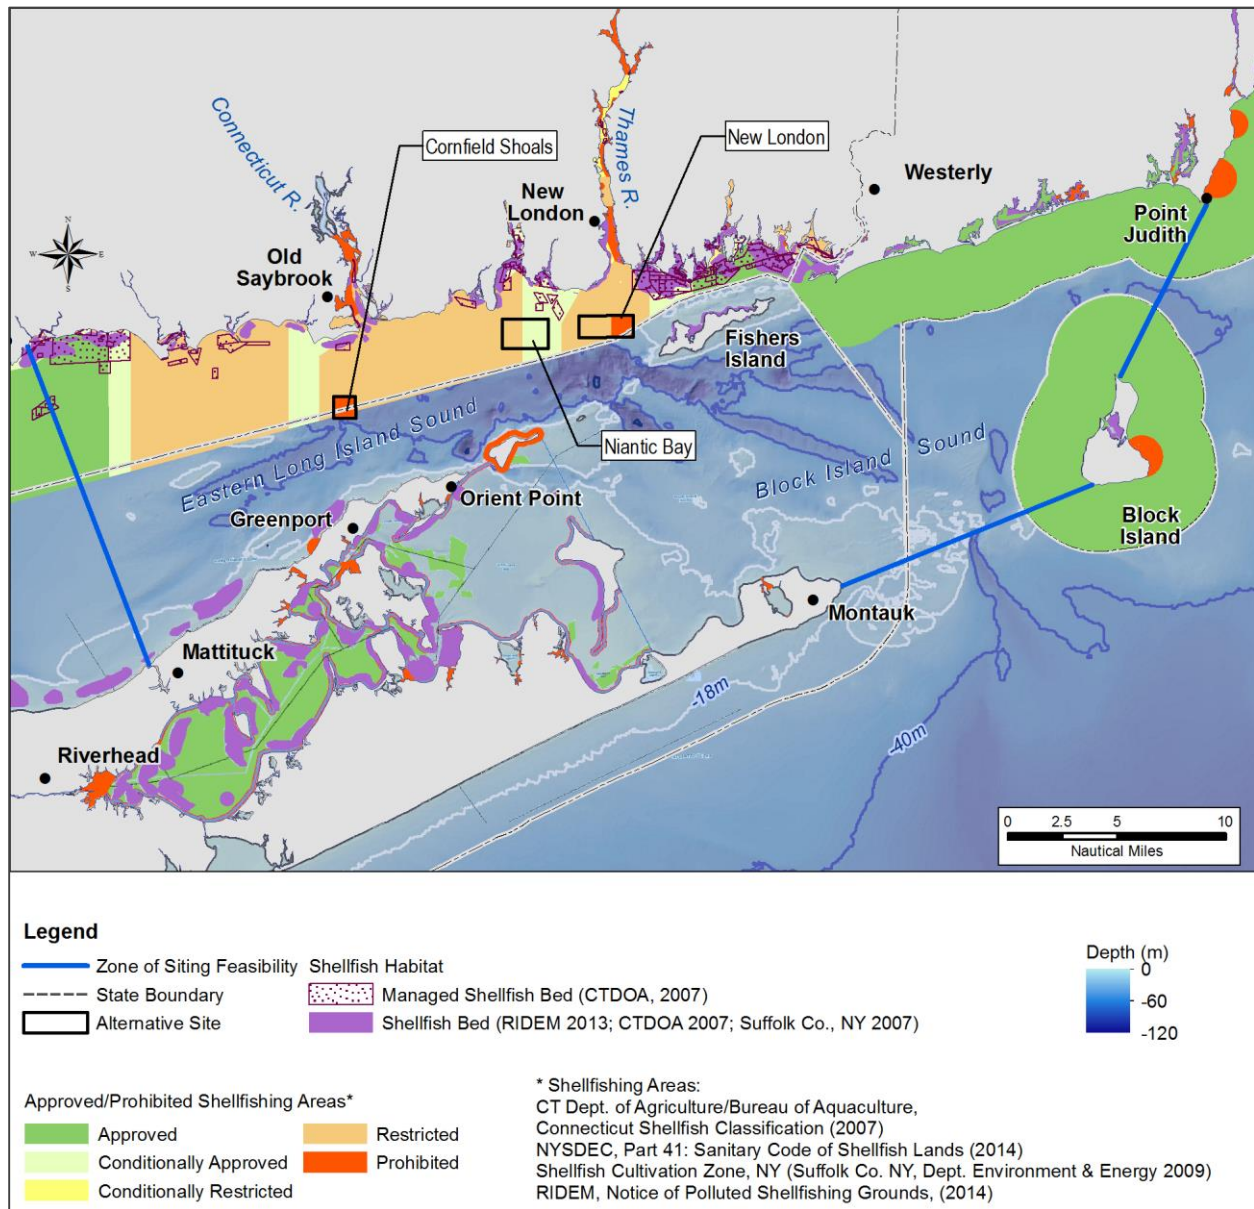 Connecticut R.
Cornfield Shoals
Thames R.
New London
New
London
Westerly
Point
Judith
N
W
E
S
Old
Saybrook
Fishers
Island
Niantic Bay
Eastern Long Island Sound
Block Island Sound
Orient Point
Greenport
Block
Island
Montauk
Mattituck
-18m
-40m
Riverhead
0 2.5 5 10
Nautical Miles
Legend
Zone of Siting Feasibility
State Boundary
Alternative Site
Shellfish Habitat
Managed Shellfish Bed (CTDOA, 2007)
Shellfish Bed (RIDEM 2013; CTDOA 2007; Suffolk Co., NY 2007)
Depth (m)
0
-60
-120
Approved/Prohibited Shellfishing Areas*
Approved
Conditionally Approved
Conditionally Restricted
Restricted
Prohibited
* Shellfishing Areas:
CT Dept. of Agriculture/Bureau of Aquaculture,
Connecticut Shellfish Classification (2007)
NYSDEC, Part 41: Sanitary Code of Shellfish Lands (2014)
Shellfish Cultivation Zone, NY (Suffolk Co. NY, Dept. Environment & Energy 2009)
RIDEM, Notice of Polluted Shellfishing Grounds, (2014)